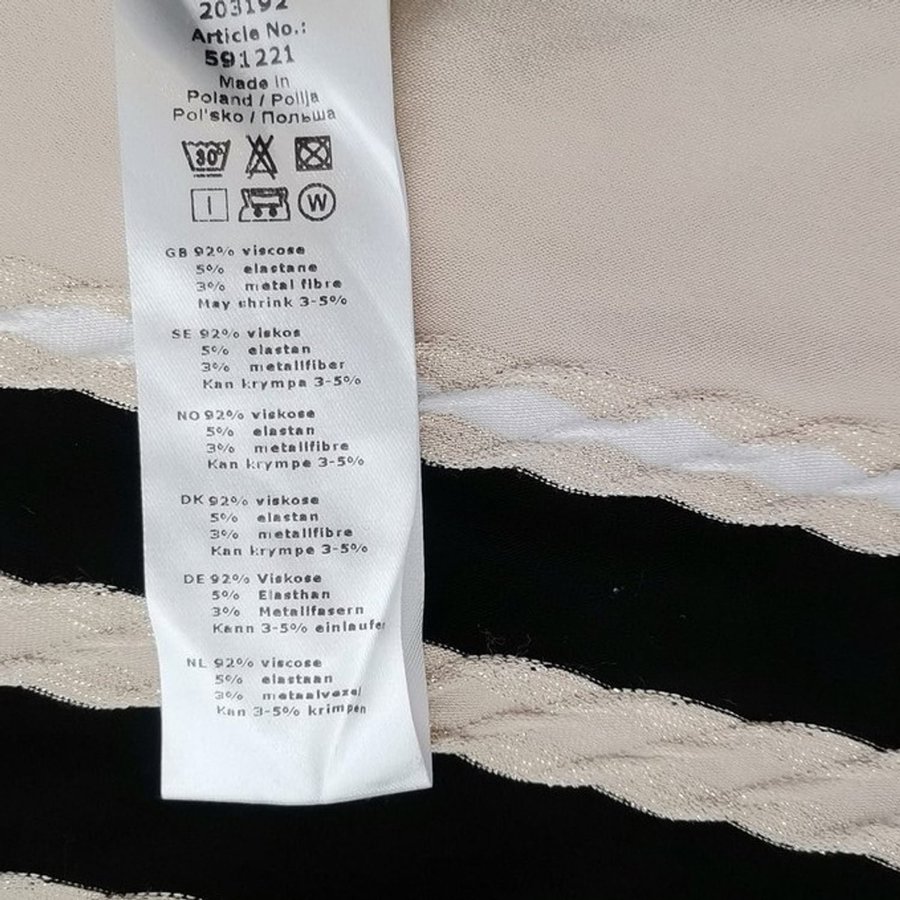 203192
Article No.:
591221
Made in
Poland / Pollja
Pol'sko / Польша
30°
W
GB 92% viscose
5% elastane
3% metal fibre
May shrink 3-5%
SE 92% viskos
5% elastan
3% metallfiber
Kan krympa 3-5%
NO 92% viskose
5% elastan
3% metallfibre
Kan krympe 3-5%
DK 92% viskose
5% elastan
3% metallfibre
Kan krympe 3-5%
DE 92% Viskose
5% Elasthan
3% Metallfasern
Kann 3-5% einlaufen
NL 92% viscose
5% elastaan
3% metaalvezel
Kan 3-5% krimpen